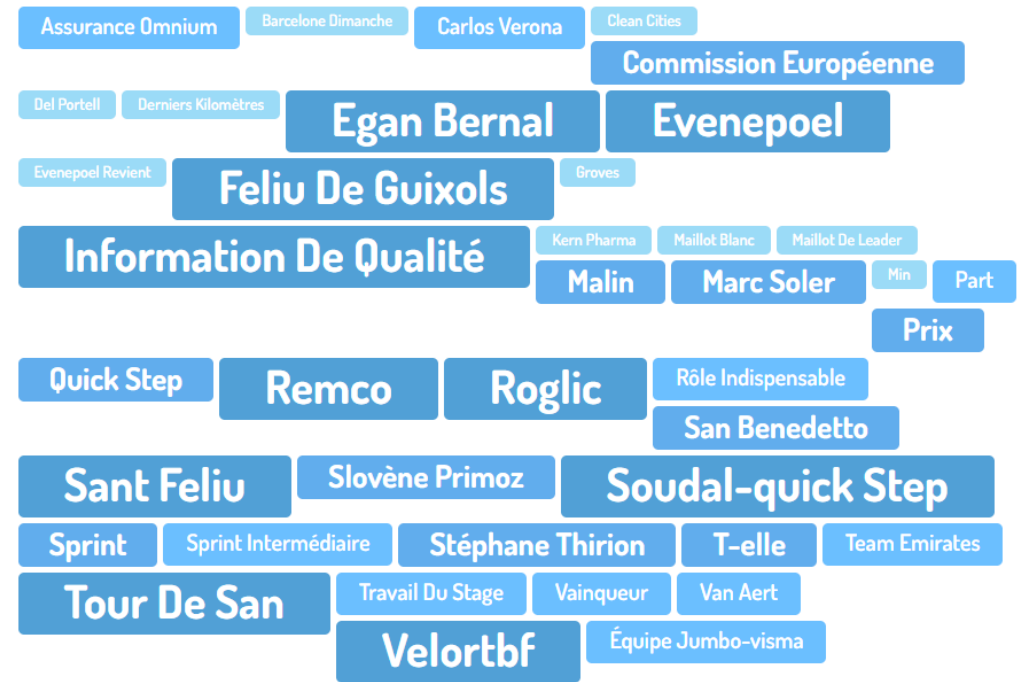 Assurance Omnium Barcelone Dimanche Carlos Verona Clean Cities
Commission Européenne
Del Portell Derniers Kilomètres Egan Bernal Evenepoel
Evenepoel Revient Feliu De Guixols Groves
Information De Qualité Kern Pharma Maillot Blanc Maillot De Leader
Malin Marc Soler Min Part
Prix
Quick Step Remco Roglic Rôle Indispensable
San Benedetto
Sant Feliu Slovène Primoz Soudal-quick Step
Sprint Sprint Intermédiaire Stéphane Thirion T-elle Team Emirates
Tour De San Travail Du Stage Vainqueur Van Aert
Velortbf Équipe Jumbo-visma